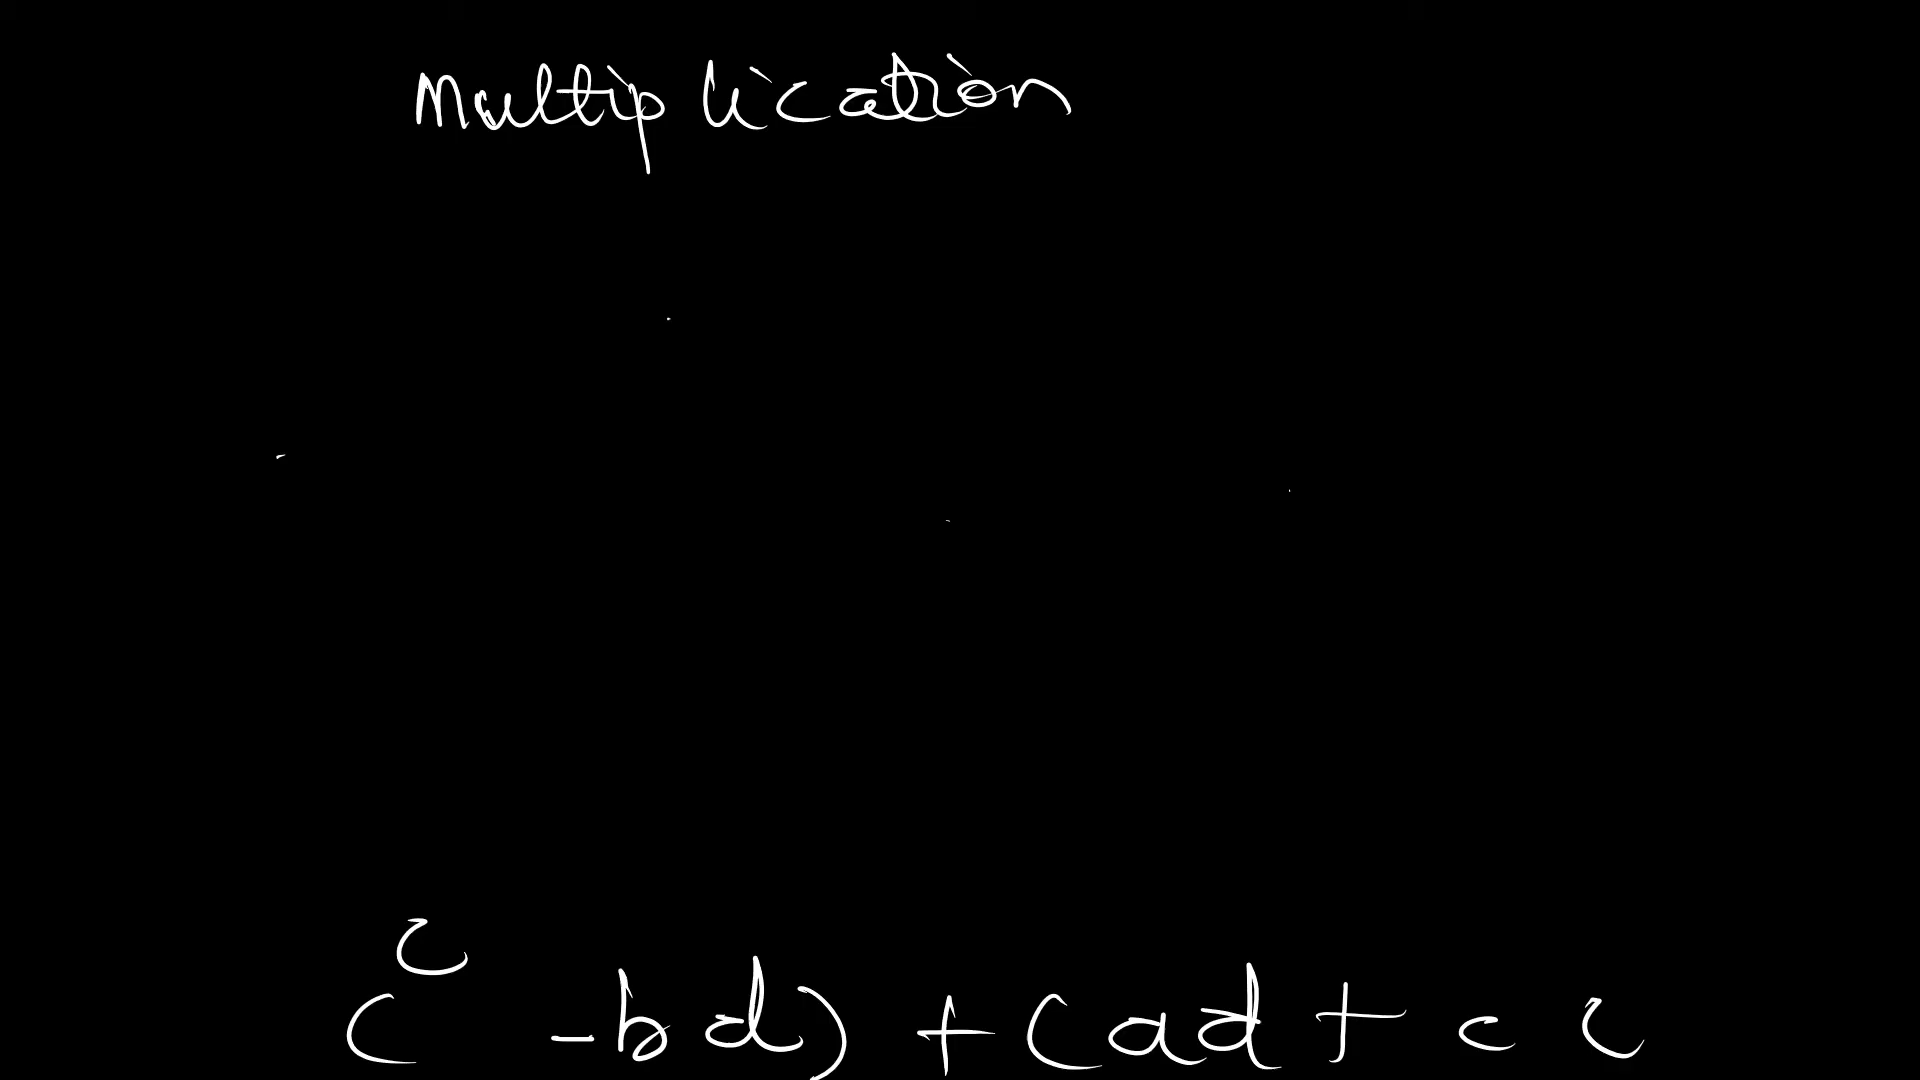 Multiplication
c
( -bd) + (ad + c c